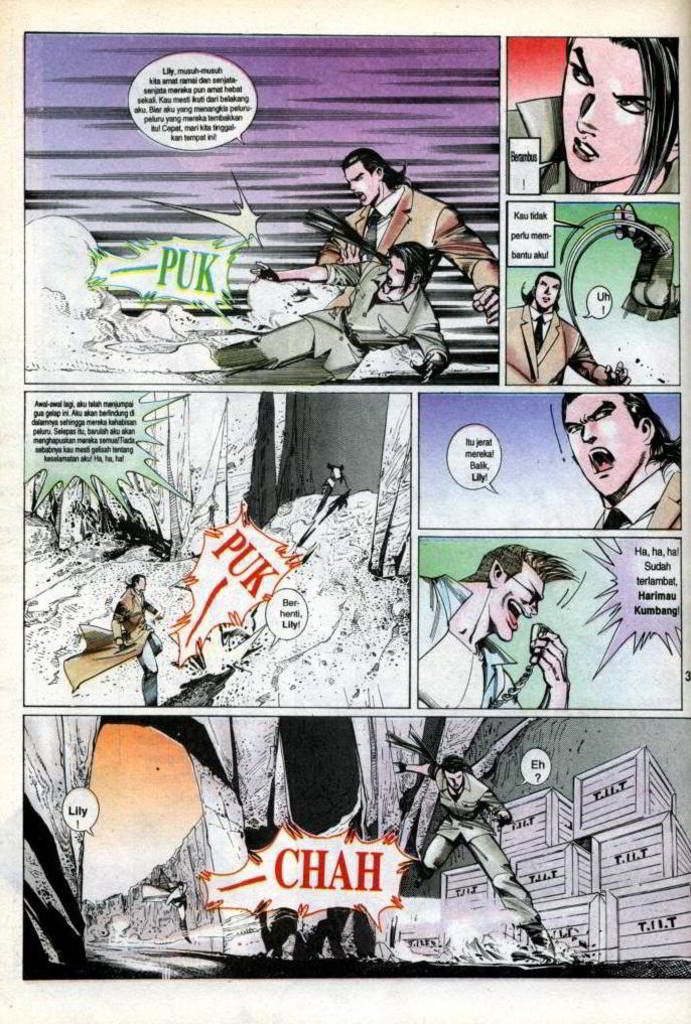 Lily, musuh-musuh
kita amat ramai dan senjata-
senjata mereka pun amat hebat
sekali. Kau mesti ikuti dari belakang
aku. Biar aku yang menangkis peluru-
peluru yang mereka tembakkan
itu! Cepat, mari kita tinggal-
kan tempat ini!
PUK
Berambus
!
Kau tidak
perlu mem-
bantu aku!
Uh
!
Awal-awal lagi, aku telah menjumpai
gua gelap ini. Aku akan berlindung di
dalamnya sehingga mereka kehabisan
peluru. Selepas itu, barulah aku akan
menghapuskan mereka semua! Tiada
sebabnya kau mesti gelisah tentang
keselamatan aku! Ha, ha, ha!
PUK
Ber-
henti,
Lily!
Itu jerat
mereka!
Balik,
Lily!
Ha, ha, ha!
Sudah
terlambat,
Harimau
Kumbang!
3
Lily
!
CHAH
Eh
?
T.N.T
T.N.T
T.N.T
T.N.T
T.N.T
T.N.T
T.N.T